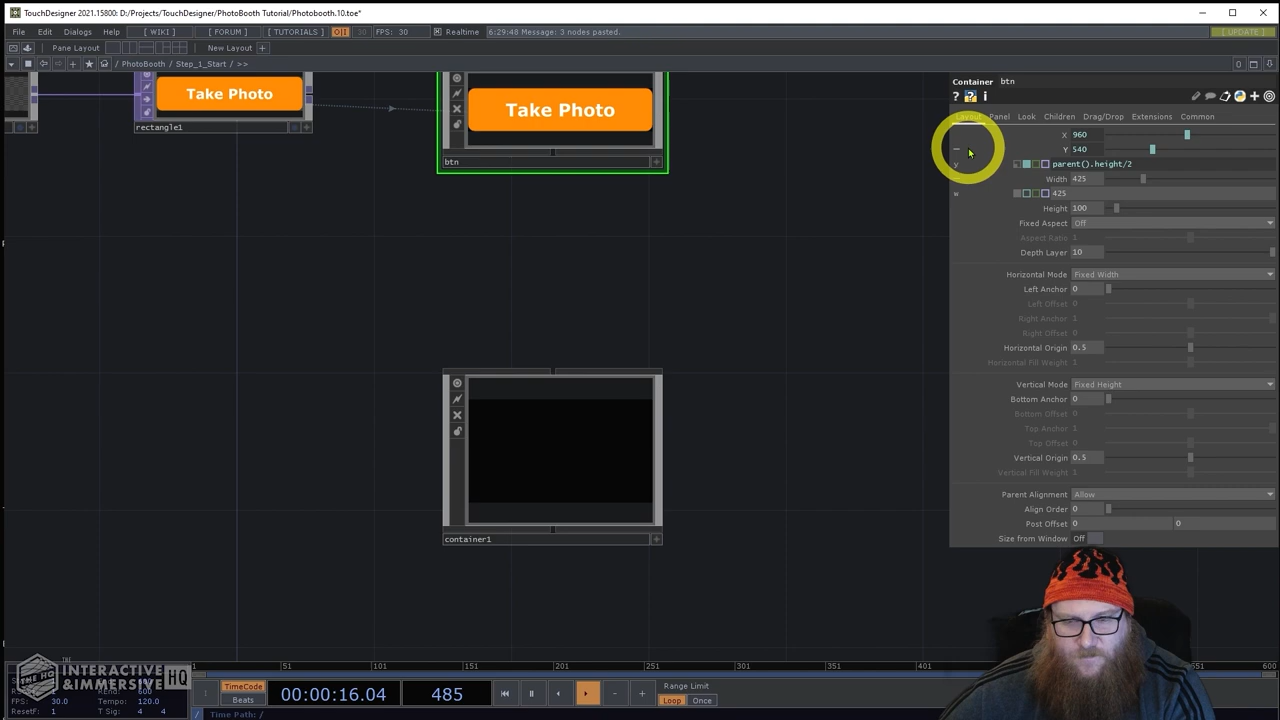 TouchDesigner 2021.15800: D:/Projects/TouchDesigner/PhotoBooth Tutorial/Photobooth.10.toe*
File Edit Dialogs Help [ WIKI ] [ FORUM ] [ TUTORIALS ] OII FPS: 30 Realtime 6:29:48 Message: 3 nodes pasted. [ UPDATE ]
Pane Layout New Layout +
/ PhotoBooth / Step_1_Start / >> 0
Take Photo
rectangle1
Take Photo
btn
container1
Container btn
? ? i
Layout Panel Look Children Drag/Drop Extensions Common
X 960
Y 540
y parent().height/2
Width 425
w 425
Height 100
Fixed Aspect Off
Aspect Ratio 1
Depth Layer 10
Horizontal Mode Fixed Width
Left Anchor 0
Left Offset 0
Right Anchor 1
Right Offset 0
Horizontal Origin 0.5
Horizontal Fill Weight 1
Vertical Mode Fixed Height
Bottom Anchor 0
Bottom Offset 0
Top Anchor 1
Top Offset 0
Vertical Origin 0.5
Vertical Fill Weight 1
Parent Alignment Allow
Align Order 0
Post Offset 0 0
Size from Window Off
1 51 101 151 201 251 301 351 401 451 501 551 600
THE
INTERACTIVE
& IMMERSIVE HQ
FPS: 30.0 Tempo: 120.0
ResetF: 1 T Sig: 4 4
TimeCode
Beats
00:00:16.04 485
Range Limit
Loop Once
/ Time Path: /